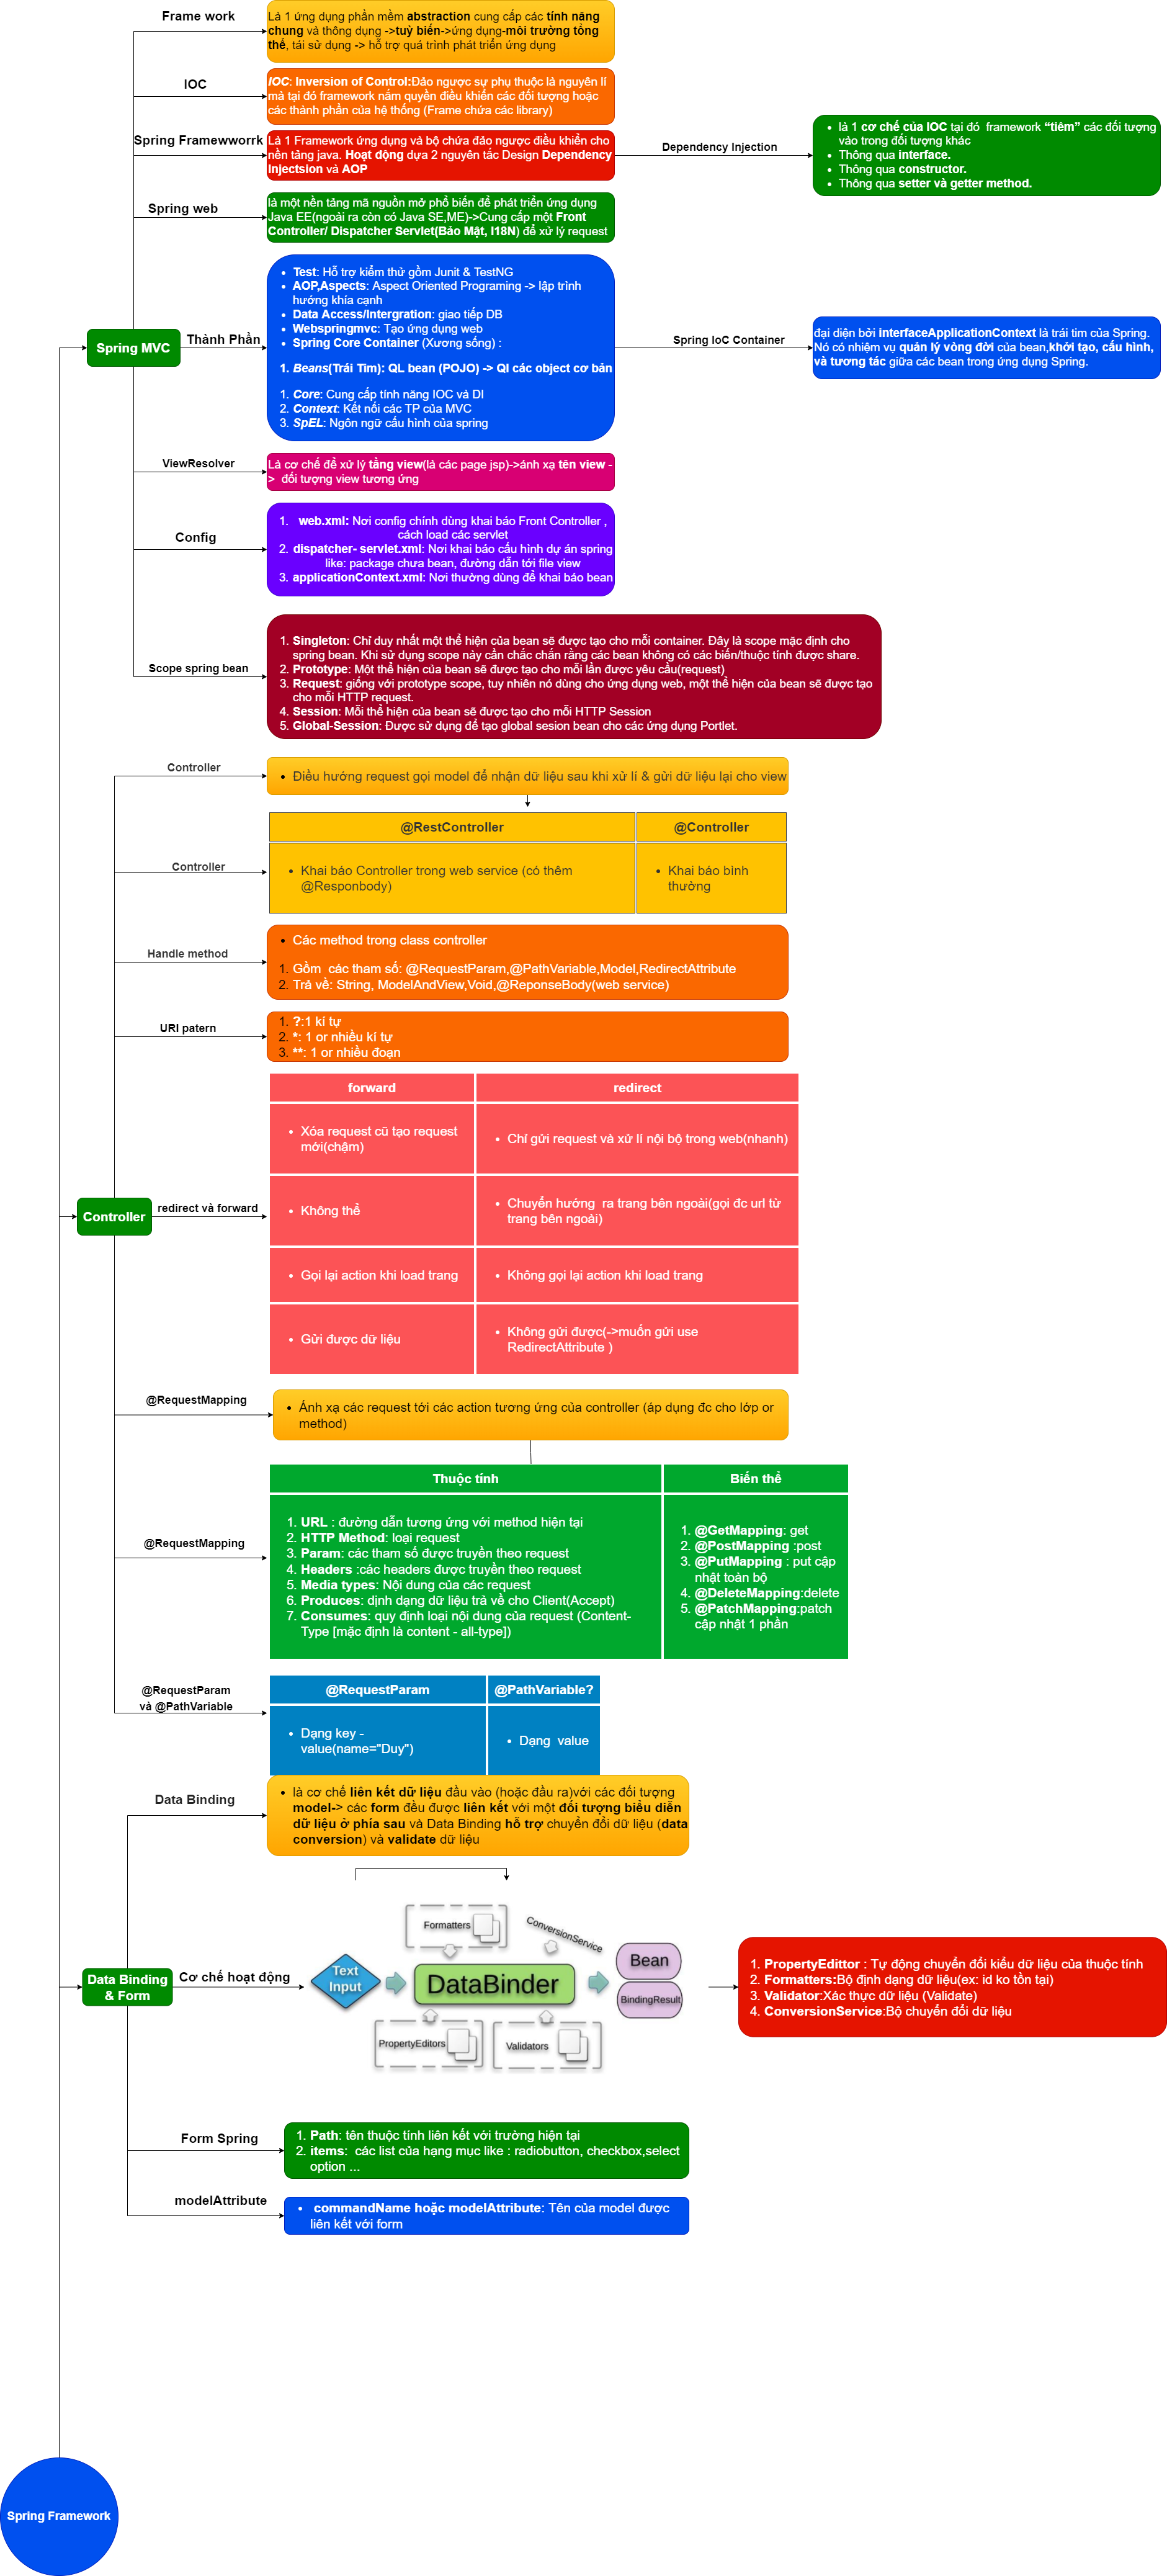 Frame work
Là 1 ứng dụng phần mềm abstraction cung cấp các tính năng
chung và thông dụng ->tuỳ biến->ứng dụng-môi trường tổng
thể, tái sử dụng -> hỗ trợ quá trình phát triển ứng dụng
IOC
IOC: Inversion of Control:Đảo ngược sự phụ thuộc là nguyên lí
mà tại đó framework nắm quyền điều khiển các đối tượng hoặc
các thành phần của hệ thống (Frame chứa các library)
Spring Framewworrk
Là 1 Framework ứng dụng và bộ chứa đảo ngược điều khiển cho
nền tảng java. Hoạt động dựa 2 nguyên tắc Design Dependency
Injectsion và AOP
Dependency Injection
• là 1 cơ chế của IOC tại đó  framework “tiêm” các đối tượng
vào trong đối tượng khác
• Thông qua interface.
• Thông qua constructor.
• Thông qua setter và getter method.
Spring web
là một nền tảng mã nguồn mở phổ biến để phát triển ứng dụng
Java EE(ngoài ra còn có Java SE,ME)->Cung cấp một Front
Controller/ Dispatcher Servlet(Bảo Mật, I18N) để xử lý request
Spring MVC
Thành Phần
• Test: Hỗ trợ kiểm thử gồm Junit & TestNG
• AOP,Aspects: Aspect Oriented Programing -> lập trình
hướng khía cạnh
• Data Access/Intergration: giao tiếp DB
• Webspringmvc: Tạo ứng dụng web
• Spring Core Container (Xương sống) :
1. Beans(Trái Tim): QL bean (POJO) -> Ql các object cơ bản
1. Core: Cung cấp tính năng IOC và DI
2. Context: Kết nối các TP của MVC
3. SpEL: Ngôn ngữ cấu hình của spring
Spring IoC Container
đại diện bởi interfaceApplicationContext là trái tim của Spring.
Nó có nhiệm vụ quản lý vòng đời của bean,khởi tạo, cấu hình,
và tương tác giữa các bean trong ứng dụng Spring.
ViewResolver
Là cơ chế để xử lý tầng view(là các page jsp)->ánh xạ tên view -
>  đối tượng view tương ứng
Config
1. web.xml: Nơi config chính dùng khai báo Front Controller ,
cách load các servlet
2. dispatcher- servlet.xml: Nơi khai báo cấu hình dự án spring
like: package chưa bean, đường dẫn tới file view
3. applicationContext.xml: Nơi thường dùng để khai báo bean
Scope spring bean
1. Singleton: Chỉ duy nhất một thể hiện của bean sẽ được tạo cho mỗi container. Đây là scope mặc định cho
spring bean. Khi sử dụng scope này cần chắc chắn rằng các bean không có các biến/thuộc tính được share.
2. Prototype: Một thể hiện của bean sẽ được tạo cho mỗi lần được yêu cầu(request)
3. Request: giống với prototype scope, tuy nhiên nó dùng cho ứng dụng web, một thể hiện của bean sẽ được tạo
cho mỗi HTTP request.
4. Session: Mỗi thể hiện của bean sẽ được tạo cho mỗi HTTP Session
5. Global-Session: Được sử dụng để tạo global sesion bean cho các ứng dụng Portlet.
Controller
• Điều hướng request gọi model để nhận dữ liệu sau khi xử lí & gửi dữ liệu lại cho view
@RestController
@Controller
Controller
• Khai báo Controller trong web service (có thêm
@Responbody)
• Khai báo bình
thường
Handle method
• Các method trong class controller
1. Gồm  các tham số: @RequestParam,@PathVariable,Model,RedirectAttribute
2. Trả về: String, ModelAndView,Void,@ReponseBody(web service)
URI patern
1. ?:1 kí tự
2. *: 1 or nhiều kí tự
3. **: 1 or nhiều đoạn
Controller
redirect và forward
forward
redirect
• Xóa request cũ tạo request
mới(chậm)
• Chỉ gửi request và xử lí nội bộ trong web(nhanh)
• Không thể
• Chuyển hướng  ra trang bên ngoài(gọi đc url từ
trang bên ngoài)
• Gọi lại action khi load trang
• Không gọi lại action khi load trang
• Gửi được dữ liệu
• Không gửi được(->muốn gửi use
RedirectAttribute )
@RequestMapping
• Ánh xạ các request tới các action tương ứng của controller (áp dụng đc cho lớp or
method)
Thuộc tính
Biến thể
@RequestMapping
1. URL : đường dẫn tương ứng với method hiện tại
2. HTTP Method: loại request
3. Param: các tham số được truyền theo request
4. Headers :các headers được truyền theo request
5. Media types: Nội dung của các request
6. Produces: dịnh dạng dữ liệu trả về cho Client(Accept)
7. Consumes: quy định loại nội dung của request (Content-
Type [mặc định là content - all-type])
1. @GetMapping: get
2. @PostMapping :post
3. @PutMapping : put cập
nhật toàn bộ
4. @DeleteMapping:delete
5. @PatchMapping:patch
cập nhật 1 phần
@RequestParam
và @PathVariable
@RequestParam
@PathVariable?
• Dạng key -
value(name="Duy")
• Dạng  value
Data Binding
• là cơ chế liên kết dữ liệu đầu vào (hoặc đầu ra)với các đối tượng
model-> các form đều được liên kết với một đối tượng biểu diễn
dữ liệu ở phía sau và Data Binding hỗ trợ chuyển đổi dữ liệu (data
conversion) và validate dữ liệu
Data Binding
& Form
Cơ chế hoạt động
Text
Input
Formatters
ConversionService
DataBinder
PropertyEditors
Validators
Bean
BindingResult
1. PropertyEdittor : Tự động chuyển đổi kiểu dữ liệu của thuộc tính
2. Formatters:Bộ định dạng dữ liệu(ex: id ko tồn tại)
3. Validator:Xác thực dữ liệu (Validate)
4. ConversionService:Bộ chuyển đổi dữ liệu
Form Spring
1. Path: tên thuộc tính liên kết với trường hiện tại
2. items:  các list của hạng mục like : radiobutton, checkbox,select
option ...
modelAttribute
• commandName hoặc modelAttribute: Tên của model được
liên kết với form
Spring Framework